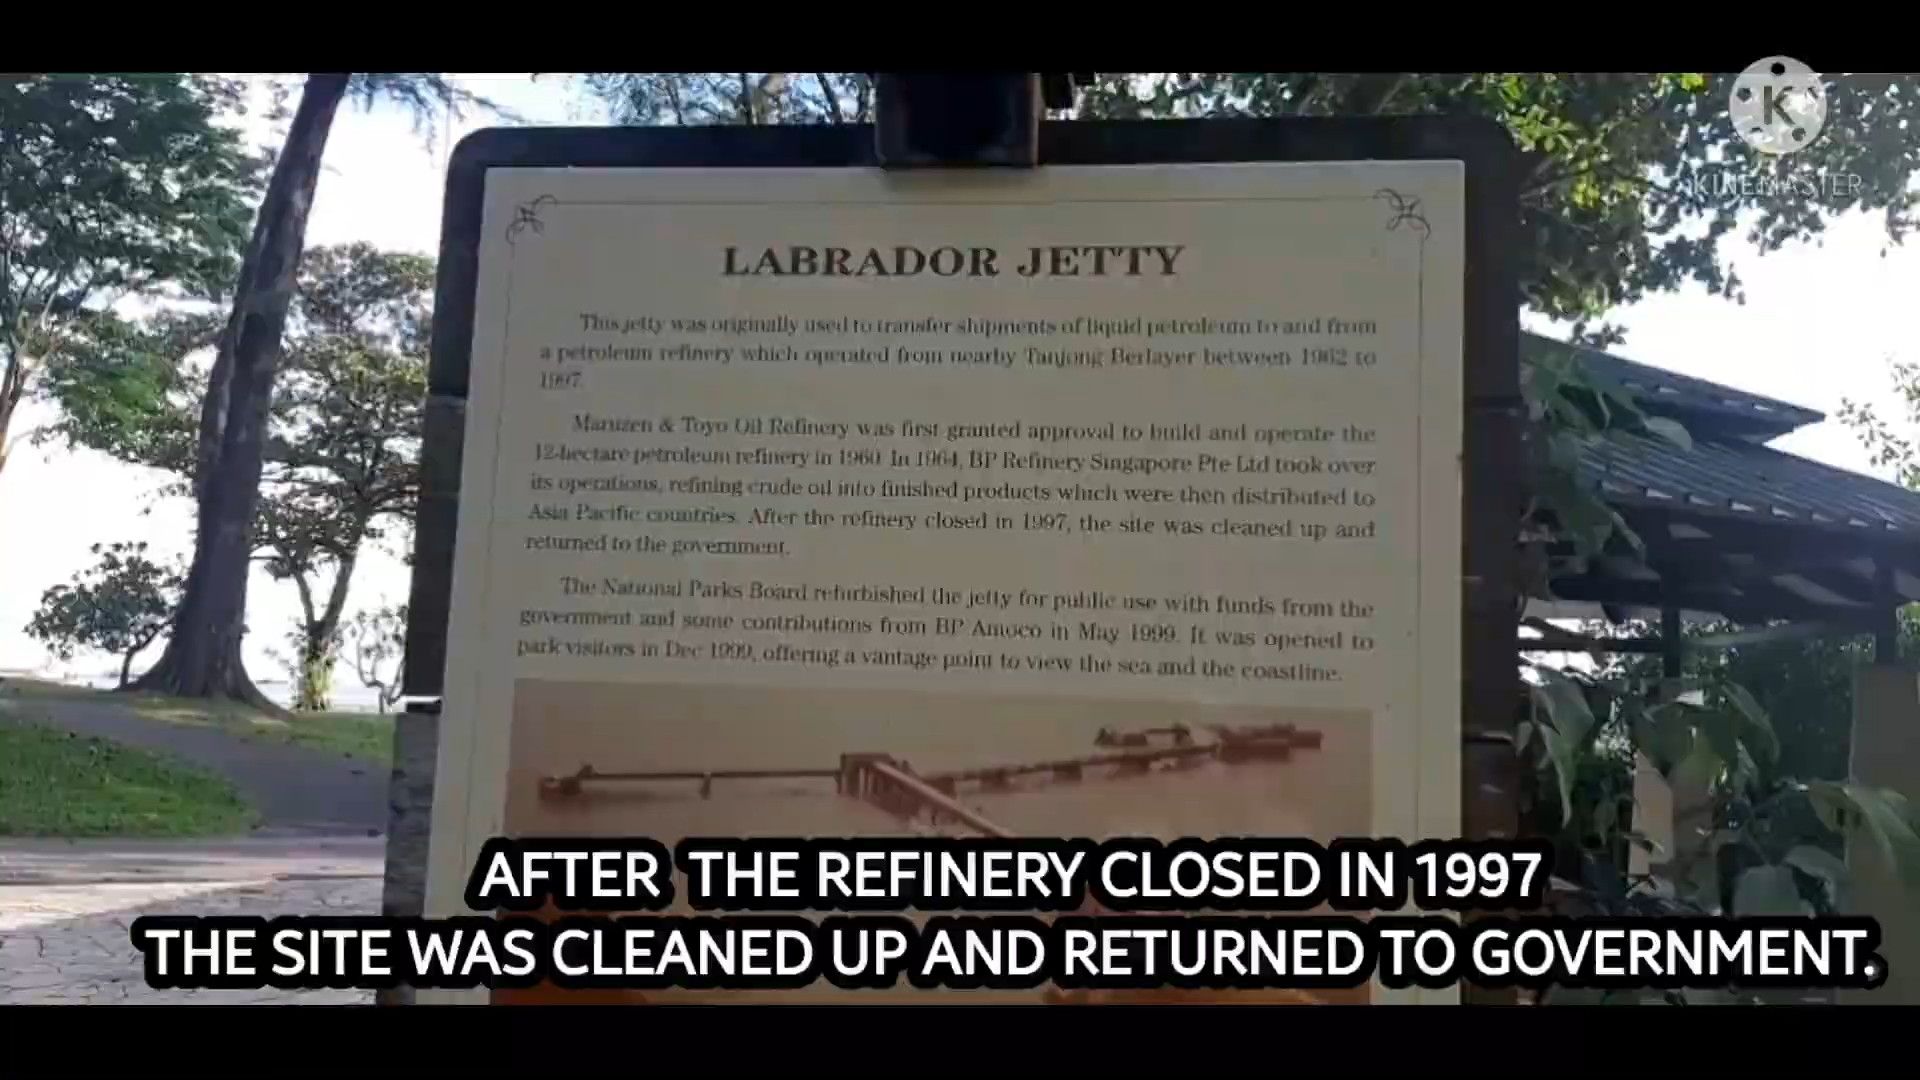 K
KINEMASTER
LABRADOR JETTY
This jetty was originally used to transfer shipments of liquid petroleum to and from
a petroleum refinery which operated from nearby Tanjong Berlayer between 1962 to
1997.
Maruzen & Toyo Oil Refinery was first granted approval to build and operate the
12-hectare petroleum refinery in 1960. In 1964, BP Refinery Singapore Pte Ltd took over
its operations, refining crude oil into finished products which were then distributed to
Asia Pacific countries. After the refinery closed in 1997, the site was cleaned up and
returned to the government.
The National Parks Board refurbished the jetty for public use with funds from the
government and some contributions from BP Amoco in May 1999. It was opened to
park visitors in Dec 1999, offering a vantage point to view the sea and the coastline.
AFTER THE REFINERY CLOSED IN 1997
THE SITE WAS CLEANED UP AND RETURNED TO GOVERNMENT.